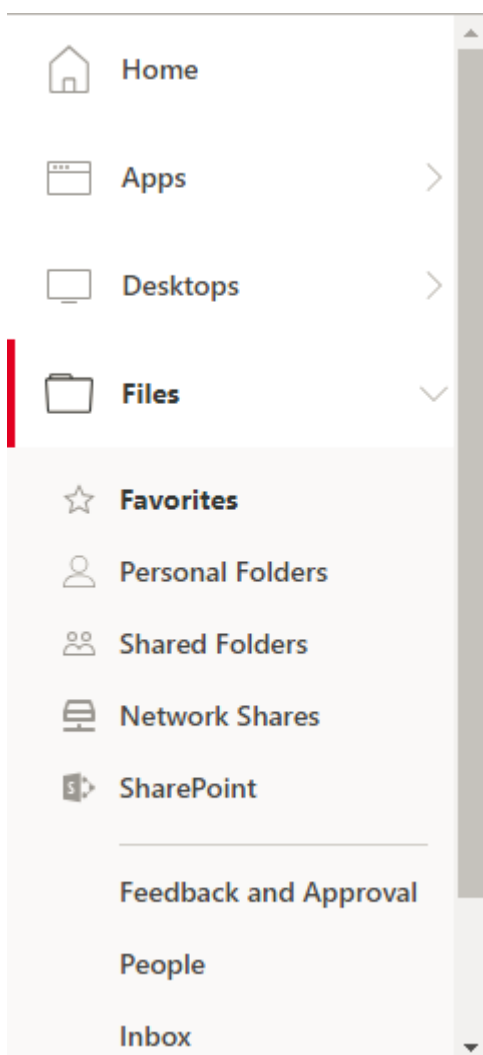 Home
Apps
Desktops
Files
Favorites
Personal Folders
Shared Folders
Network Shares
SharePoint
Feedback and Approval
People
Inbox